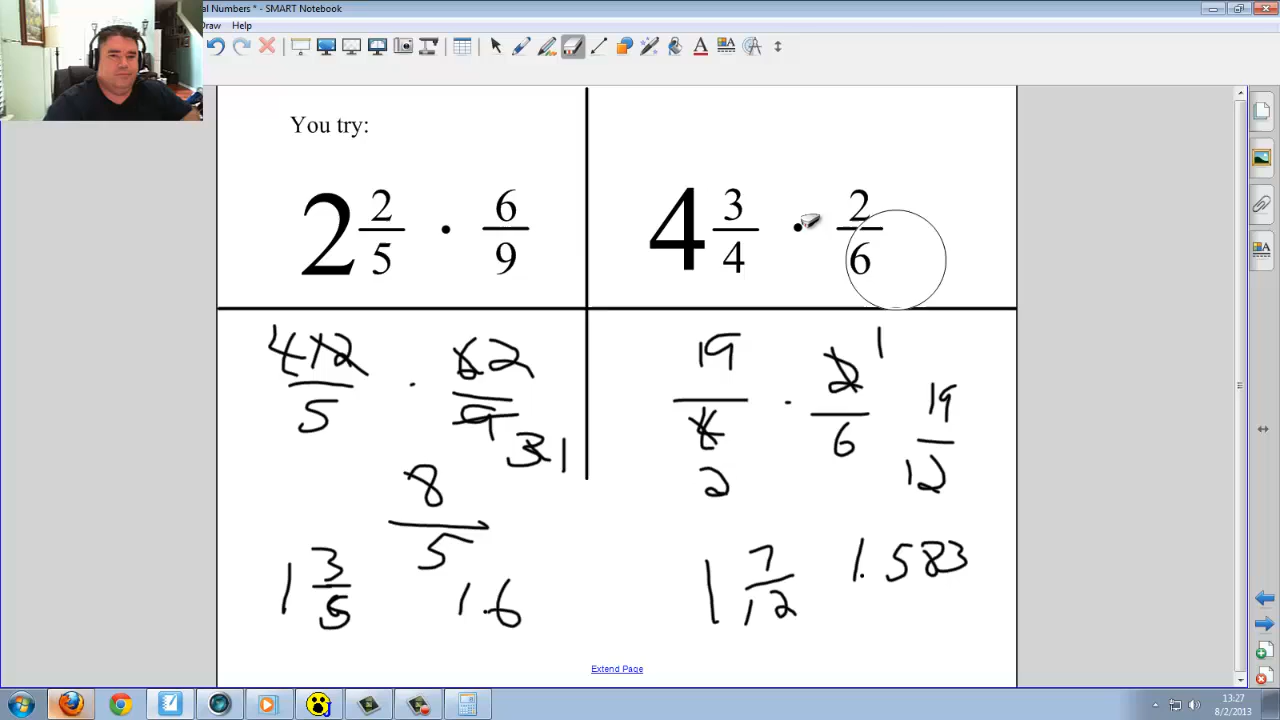 al Numbers * - SMART Notebook
Draw Help
You try:
2 2/5 · 6/9
4 3/4 · 2/6
4 12/5 · 6 2/9 3 1
8/5
1 3/5 1.6
19/4 2 · 2 1/6 19/12
1 7/12 1.583
Extend Page
13:27
8/2/2013